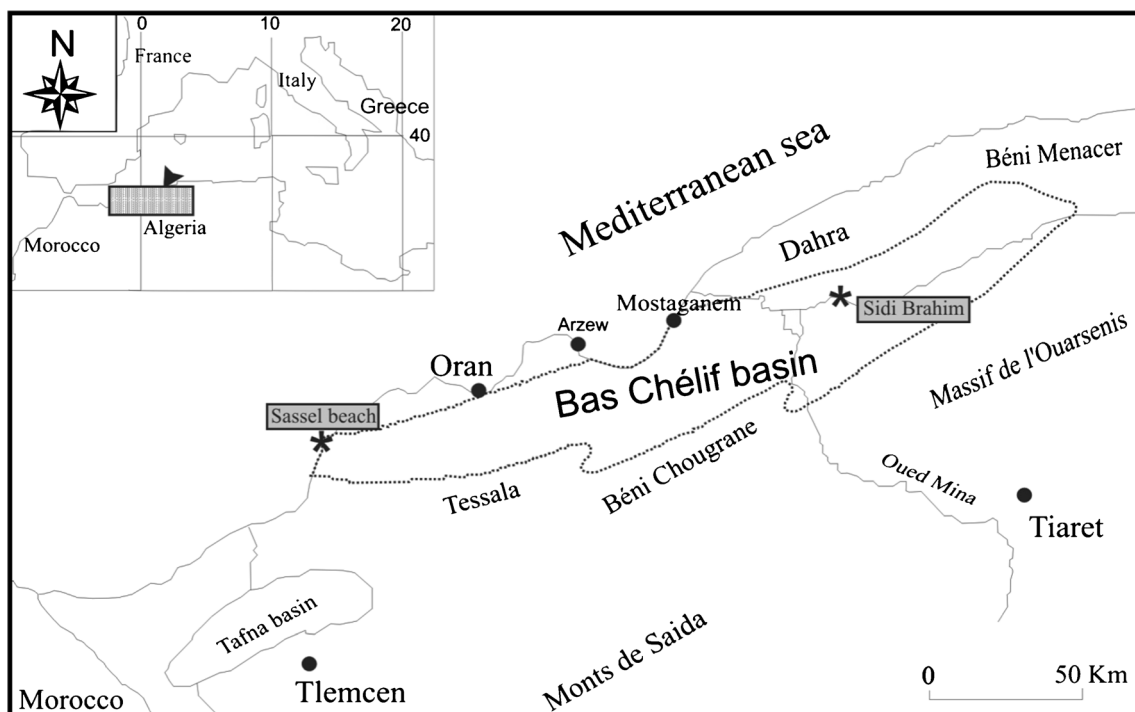 0
10
20
N
France
Italy
Greece
40
Algeria
Morocco
Mediterranean sea
Béni Menacer
Dahra
Mostaganem
Sidi Brahim
Arzew
Oran
Bas Chélif basin
Massif de l'Ouarsenis
Sassel beach
Tessala
Béni Chougrane
Oued Mina
Tiaret
Tafna basin
Monts de Saida
Tlemcen
Morocco
0
50 Km